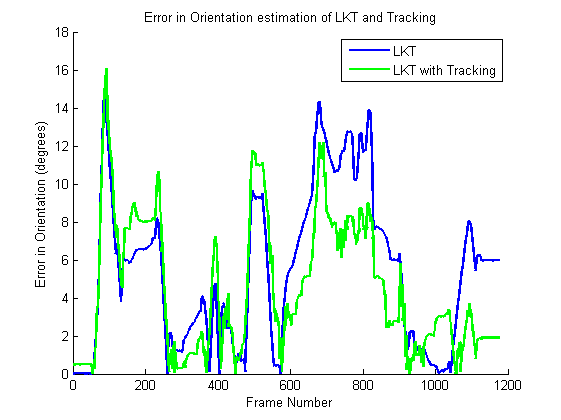 Error in Orientation estimation of LKT and Tracking
LKT
LKT with Tracking
Error in Orientation (degrees)
18
16
14
12
10
8
6
4
2
0
0 200 400 600 800 1000 1200
Frame Number